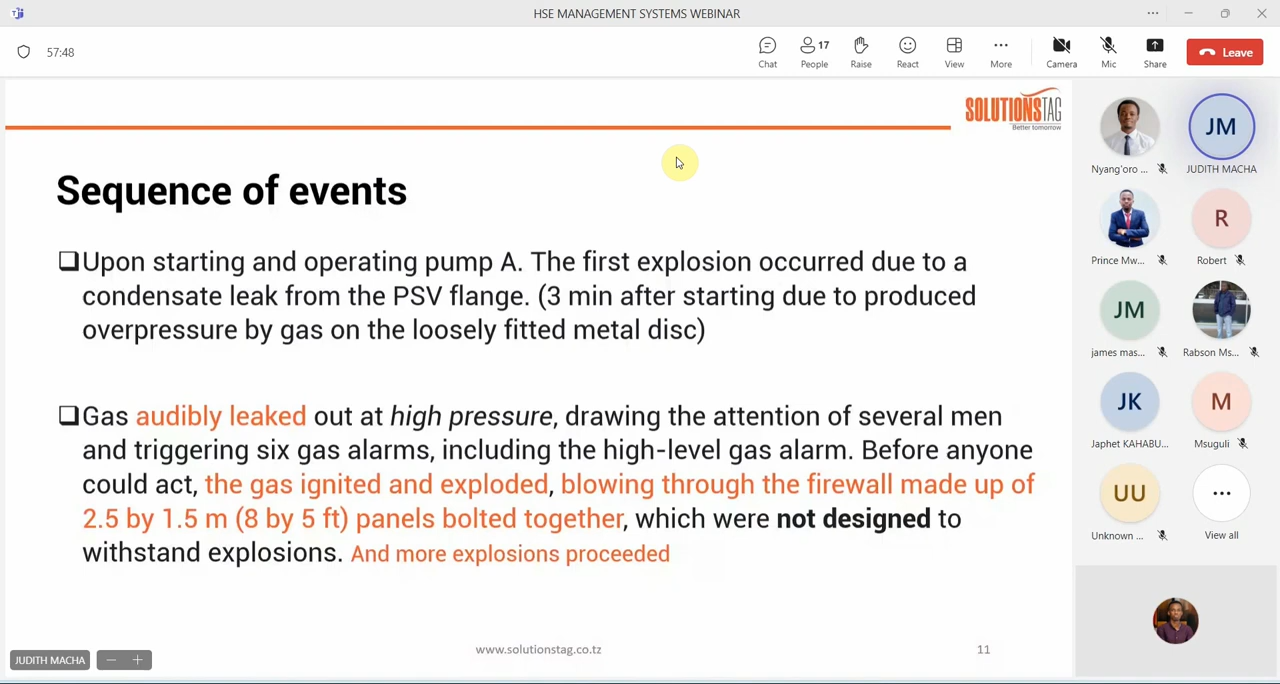 HSE MANAGEMENT SYSTEMS WEBINAR
57:48
Chat
17
People
Raise
React
View
More
Camera
Mic
Share
Leave
SOLUTIONSTAG
Better tomorrow
Sequence of events
Upon starting and operating pump A. The first explosion occurred due to a
condensate leak from the PSV flange. (3 min after starting due to produced
overpressure by gas on the loosely fitted metal disc)
Gas audibly leaked out at high pressure, drawing the attention of several men
and triggering six gas alarms, including the high-level gas alarm. Before anyone
could act, the gas ignited and exploded, blowing through the firewall made up of
2.5 by 1.5 m (8 by 5 ft) panels bolted together, which were not designed to
withstand explosions. And more explosions proceeded
www.solutionstag.co.tz
11
JUDITH MACHA
Nyang'oro ...
JM
JUDITH MACHA
Prince Mw...
R
Robert
JM
james mas...
Rabson Ms...
JK
Japhet KAHABU...
M
Msuguli
UU
Unknown ...
View all